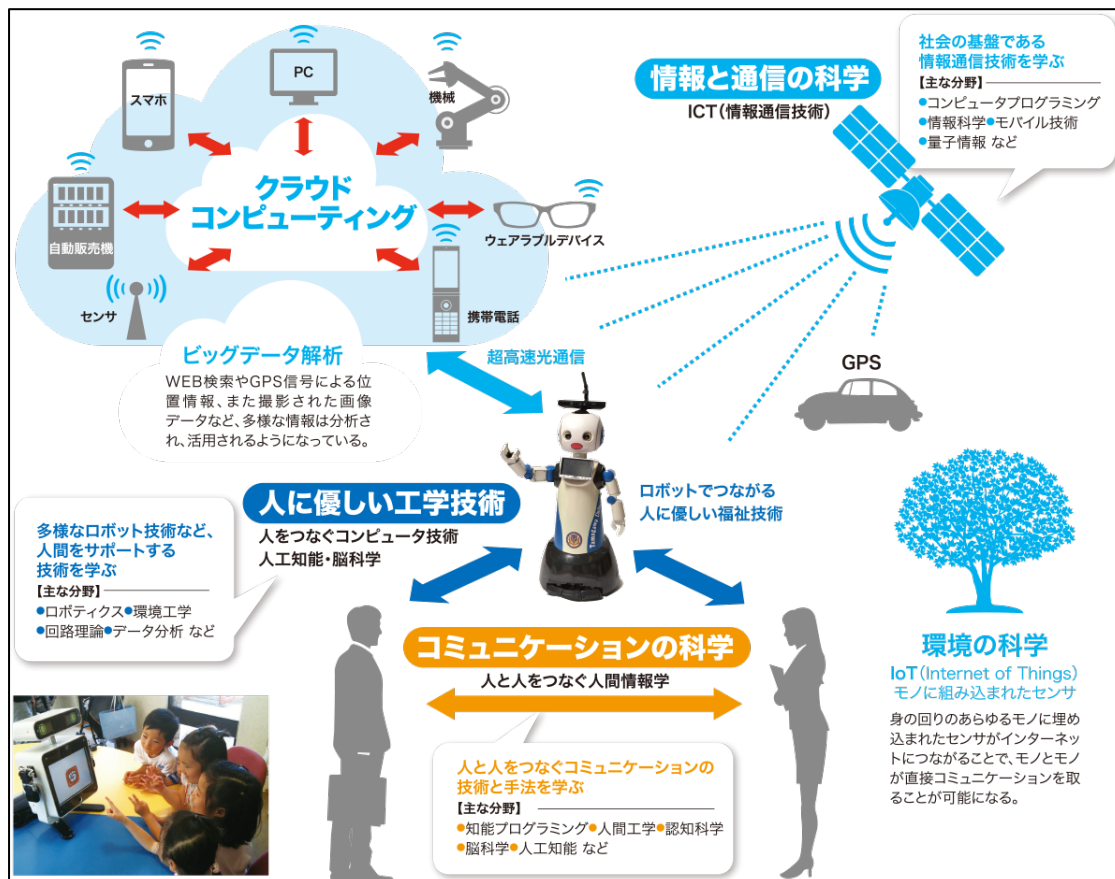 スマホ
PC
機械
自動販売機
クラウド
コンピューティング
ウェアラブルデバイス
センサ
携帯電話
ビッグデータ解析
WEB検索やGPS信号による位
置情報、また撮影された画像
データなど、多様な情報は分析さ
れ、活用されるようになっている。
情報と通信の科学
ICT(情報通信技術)
社会の基盤である
情報通信技術を学ぶ
【主な分野】
●コンピュータプログラミング
●情報科学●モバイル技術
●量子情報 など
超高速光通信
GPS
人に優しい工学技術
人をつなぐコンピュータ技術
人工知能・脳科学
ロボットでつながる
人に優しい福祉技術
多様なロボット技術など、
人間をサポートする
技術を学ぶ
【主な分野】
●ロボティクス●環境工学
●回路理論●データ分析 など
コミュニケーションの科学
人と人をつなぐ人間情報学
人と人をつなぐコミュニケーションの
技術と手法を学ぶ
【主な分野】
●知能プログラミング●人間工学●認知科学
●脳科学●人工知能 など
環境の科学
IoT(Internet of Things)
モノに組み込まれたセンサ
身の回りのあらゆるモノに埋め
込まれたセンサがインターネッ
トにつながることで、モノとモノ
が直接コミュニケーションを取
ることが可能になる。